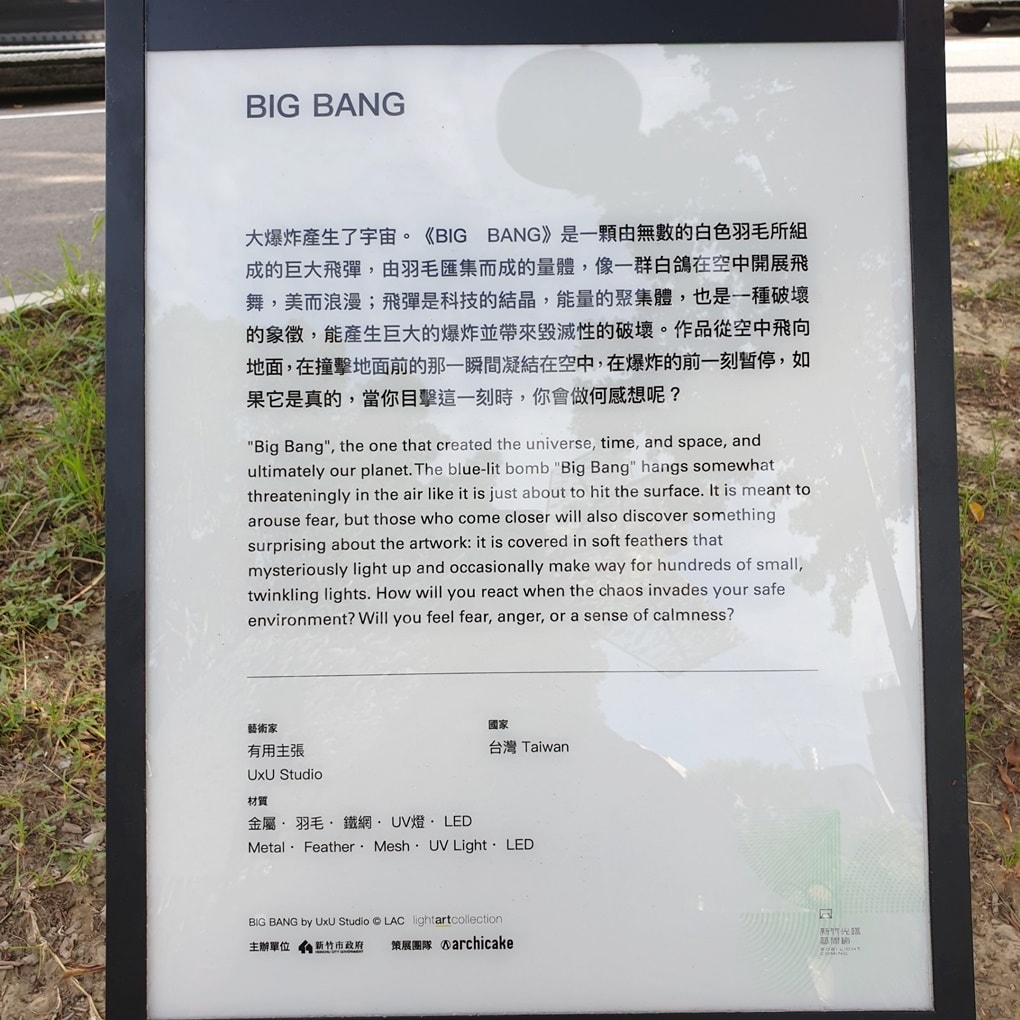 BIG BANG
大爆炸產生了宇宙。《BIG BANG》是一顆由無數的白色羽毛所組
成的巨大飛彈，由羽毛匯集而成的量體，像一群白鴿在空中開展飛
舞，美而浪漫；飛彈是科技的結晶，能量的聚集體，也是一種破壞
的象徵，能產生巨大的爆炸並帶來毀滅性的破壞。作品從空中飛向
地面，在撞擊地面前的那一瞬間凝結在空中，在爆炸的前一刻暫停，如
果它是真的，當你目擊這一刻時，你會做何感想呢？
"Big Bang", the one that created the universe, time, and space, and
ultimately our planet. The blue-lit bomb "Big Bang" hangs somewhat
threateningly in the air like it is just about to hit the surface. It is meant to
arouse fear, but those who come closer will also discover something
surprising about the artwork: it is covered in soft feathers that
mysteriously light up and occasionally make way for hundreds of small,
twinkling lights. How will you react when the chaos invades your safe
environment? Will you feel fear, anger, or a sense of calmness?
藝術家
有用主張
UxU Studio
國家
台灣 Taiwan
材質
金屬· 羽毛· 鐵網· UV燈· LED
Metal· Feather· Mesh· UV Light· LED
BIG BANG by UxU Studio © LAC lightartcollection
主辦單位 新竹市政府 HSINCHU CITY GOVERNMENT 策展團隊 archicake